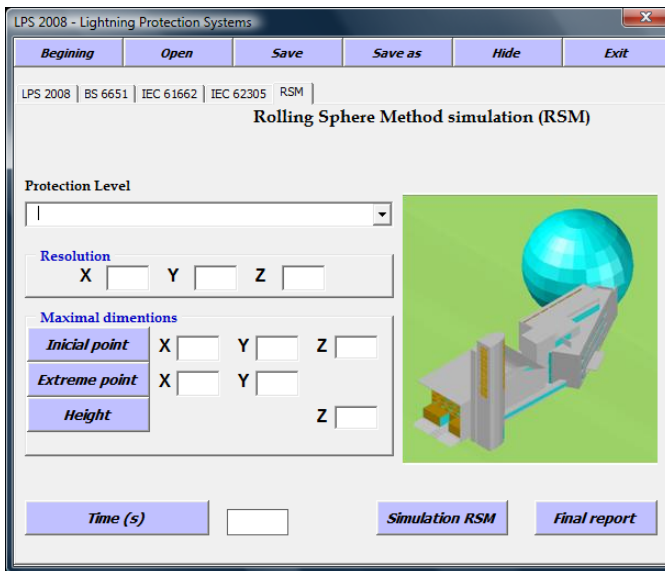 LPS 2008 - Lightning Protection Systems
Begining Open Save Save as Hide Exit
LPS 2008 BS 6651 IEC 61662 IEC 62305 RSM
Rolling Sphere Method simulation (RSM)
Protection Level
Resolution
X Y Z
Maximal dimentions
Inicial point X Y Z
Extreme point X Y
Height Z
Time (s) Simulation RSM Final report